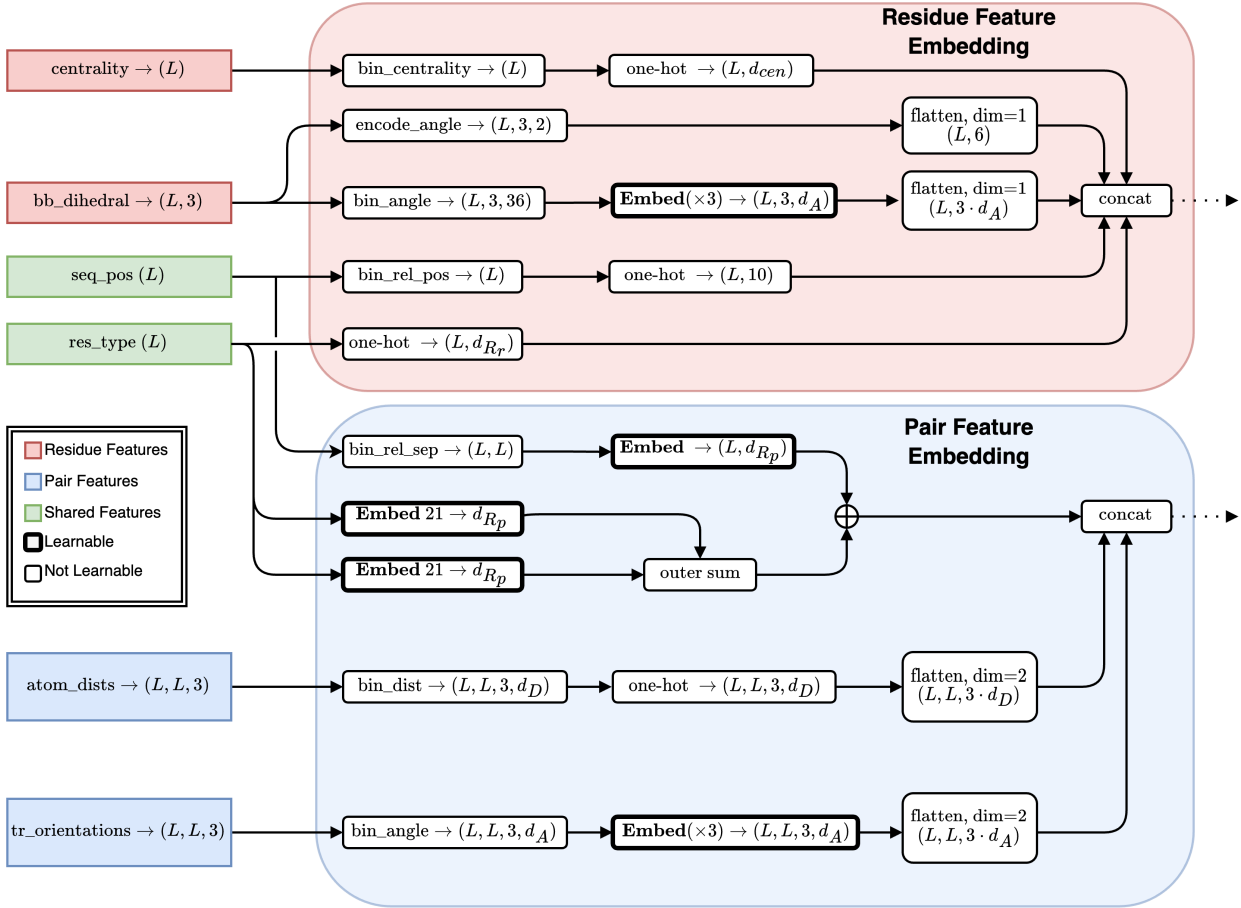 Residue Feature
Embedding
centrality → (L)
bin_centrality → (L)
one-hot → (L, d_cen)
encode_angle → (L, 3, 2)
flatten, dim=1
(L, 6)
bb_dihedral → (L, 3)
bin_angle → (L, 3, 36)
Embed(×3) → (L, 3, d_A)
flatten, dim=1
(L, 3 · d_A)
concat
seq_pos (L)
bin_rel_pos → (L)
one-hot → (L, 10)
res_type (L)
one-hot → (L, d_R_r)
Pair Feature
Embedding
Residue Features
Pair Features
Shared Features
Learnable
Not Learnable
bin_rel_sep → (L, L)
Embed → (L, d_R_p)
Embed 21 → d_R_p
concat
Embed 21 → d_R_p
outer sum
atom_dists → (L, L, 3)
bin_dist → (L, L, 3, d_D)
one-hot → (L, L, 3, d_D)
flatten, dim=2
(L, L, 3 · d_D)
tr_orientations → (L, L, 3)
bin_angle → (L, L, 3, d_A)
Embed(×3) → (L, L, 3, d_A)
flatten, dim=2
(L, L, 3 · d_A)